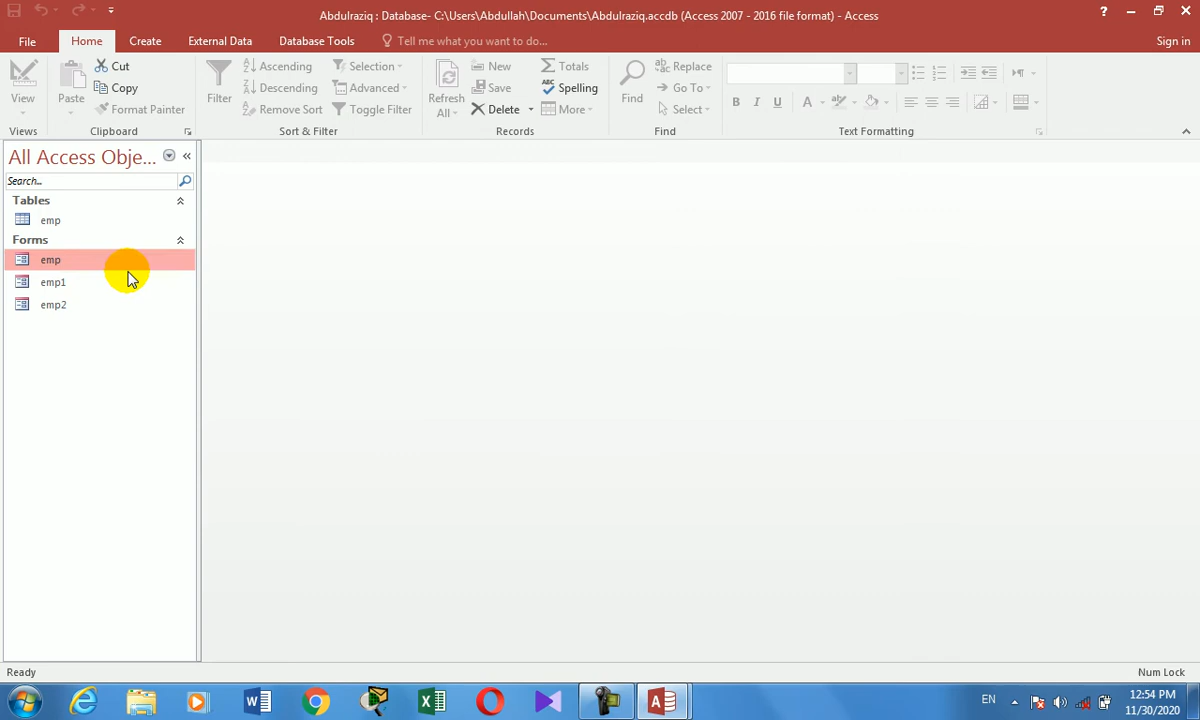 Abdulraziq : Database- C:\Users\Abdullah\Documents\Abdulraziq.accdb (Access 2007 - 2016 file format) - Access
?
File
Home
Create
External Data
Database Tools
Tell me what you want to do...
Sign in
View
Views
Paste
Cut
Copy
Format Painter
Clipboard
Filter
Ascending
Descending
Remove Sort
Selection
Advanced
Toggle Filter
Sort & Filter
Refresh
All
New
Save
Delete
Totals
Spelling
More
Records
Find
Replace
Go To
Select
Find
B I U A
Text Formatting
All Access Obje...
Search...
Tables
emp
Forms
emp
emp1
emp2
Ready
Num Lock
EN
12:54 PM
11/30/2020